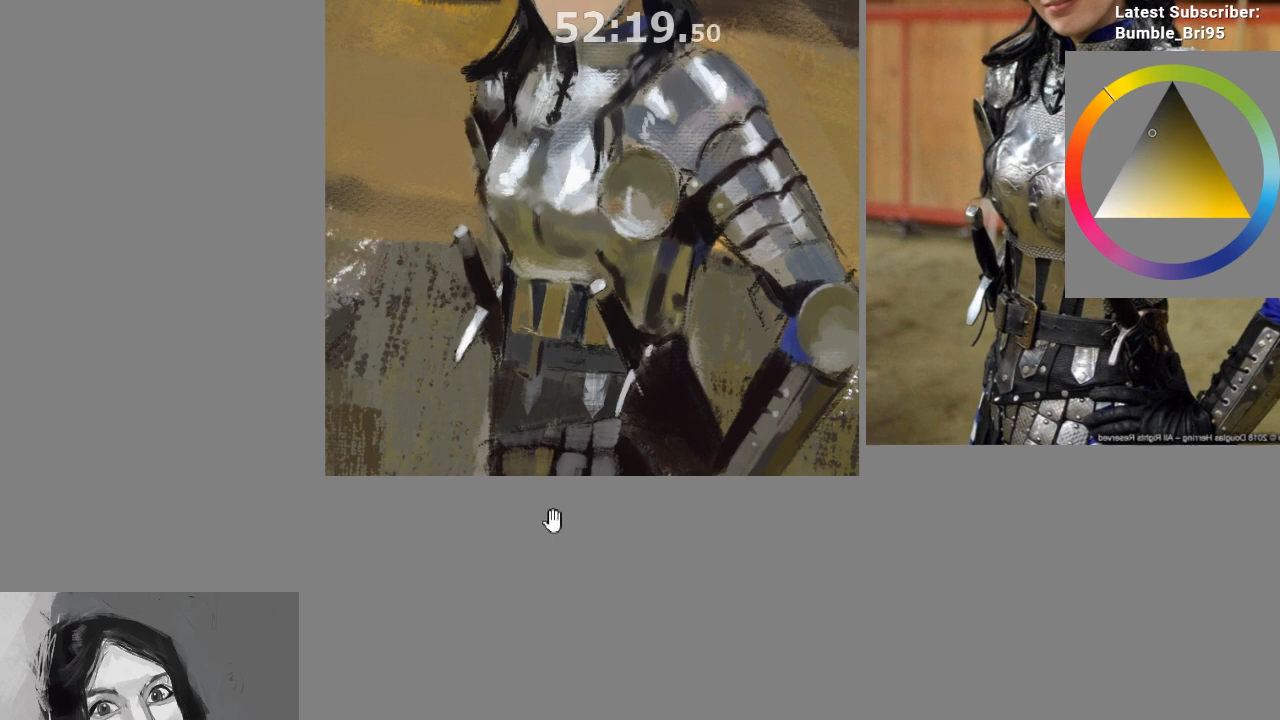 52:19.50
Latest Subscriber:
Bumble_Bri95
© 2018 Douglas Herring – All Rights Reserved